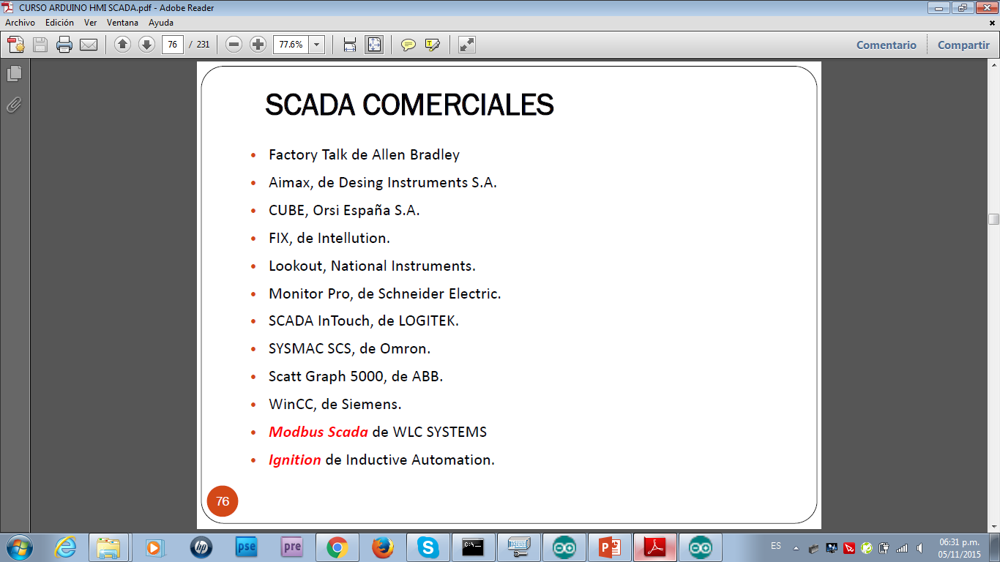 CURSO ARDUINO HMI SCADA.pdf - Adobe Reader
Archivo Edición Ver Ventana Ayuda
76 / 231 77.6% Comentario Compartir
SCADA COMERCIALES
• Factory Talk de Allen Bradley
• Aimax, de Desing Instruments S.A.
• CUBE, Orsi España S.A.
• FIX, de Intellution.
• Lookout, National Instruments.
• Monitor Pro, de Schneider Electric.
• SCADA InTouch, de LOGITEK.
• SYSMAC SCS, de Omron.
• Scatt Graph 5000, de ABB.
• WinCC, de Siemens.
• Modbus Scada de WLC SYSTEMS
• Ignition de Inductive Automation.
76
hp pse pre C:\_ ES
06:31 p.m.
05/11/2015